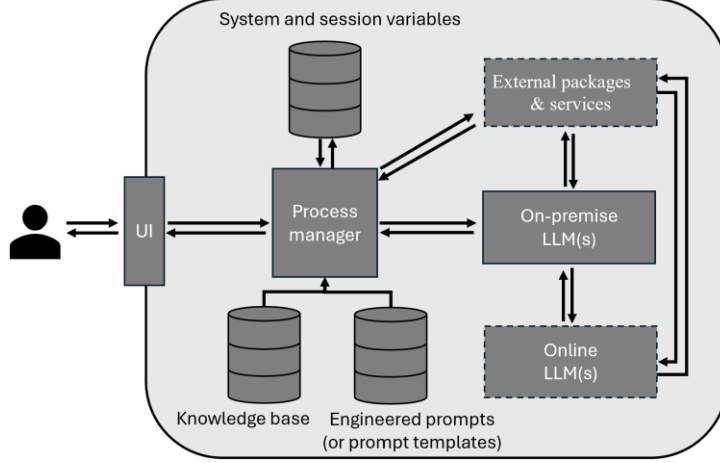 System and session variables
External packages
& services
UI
Process
manager
On-premise
LLM(s)
Online
LLM(s)
Knowledge base
Engineered prompts
(or prompt templates)